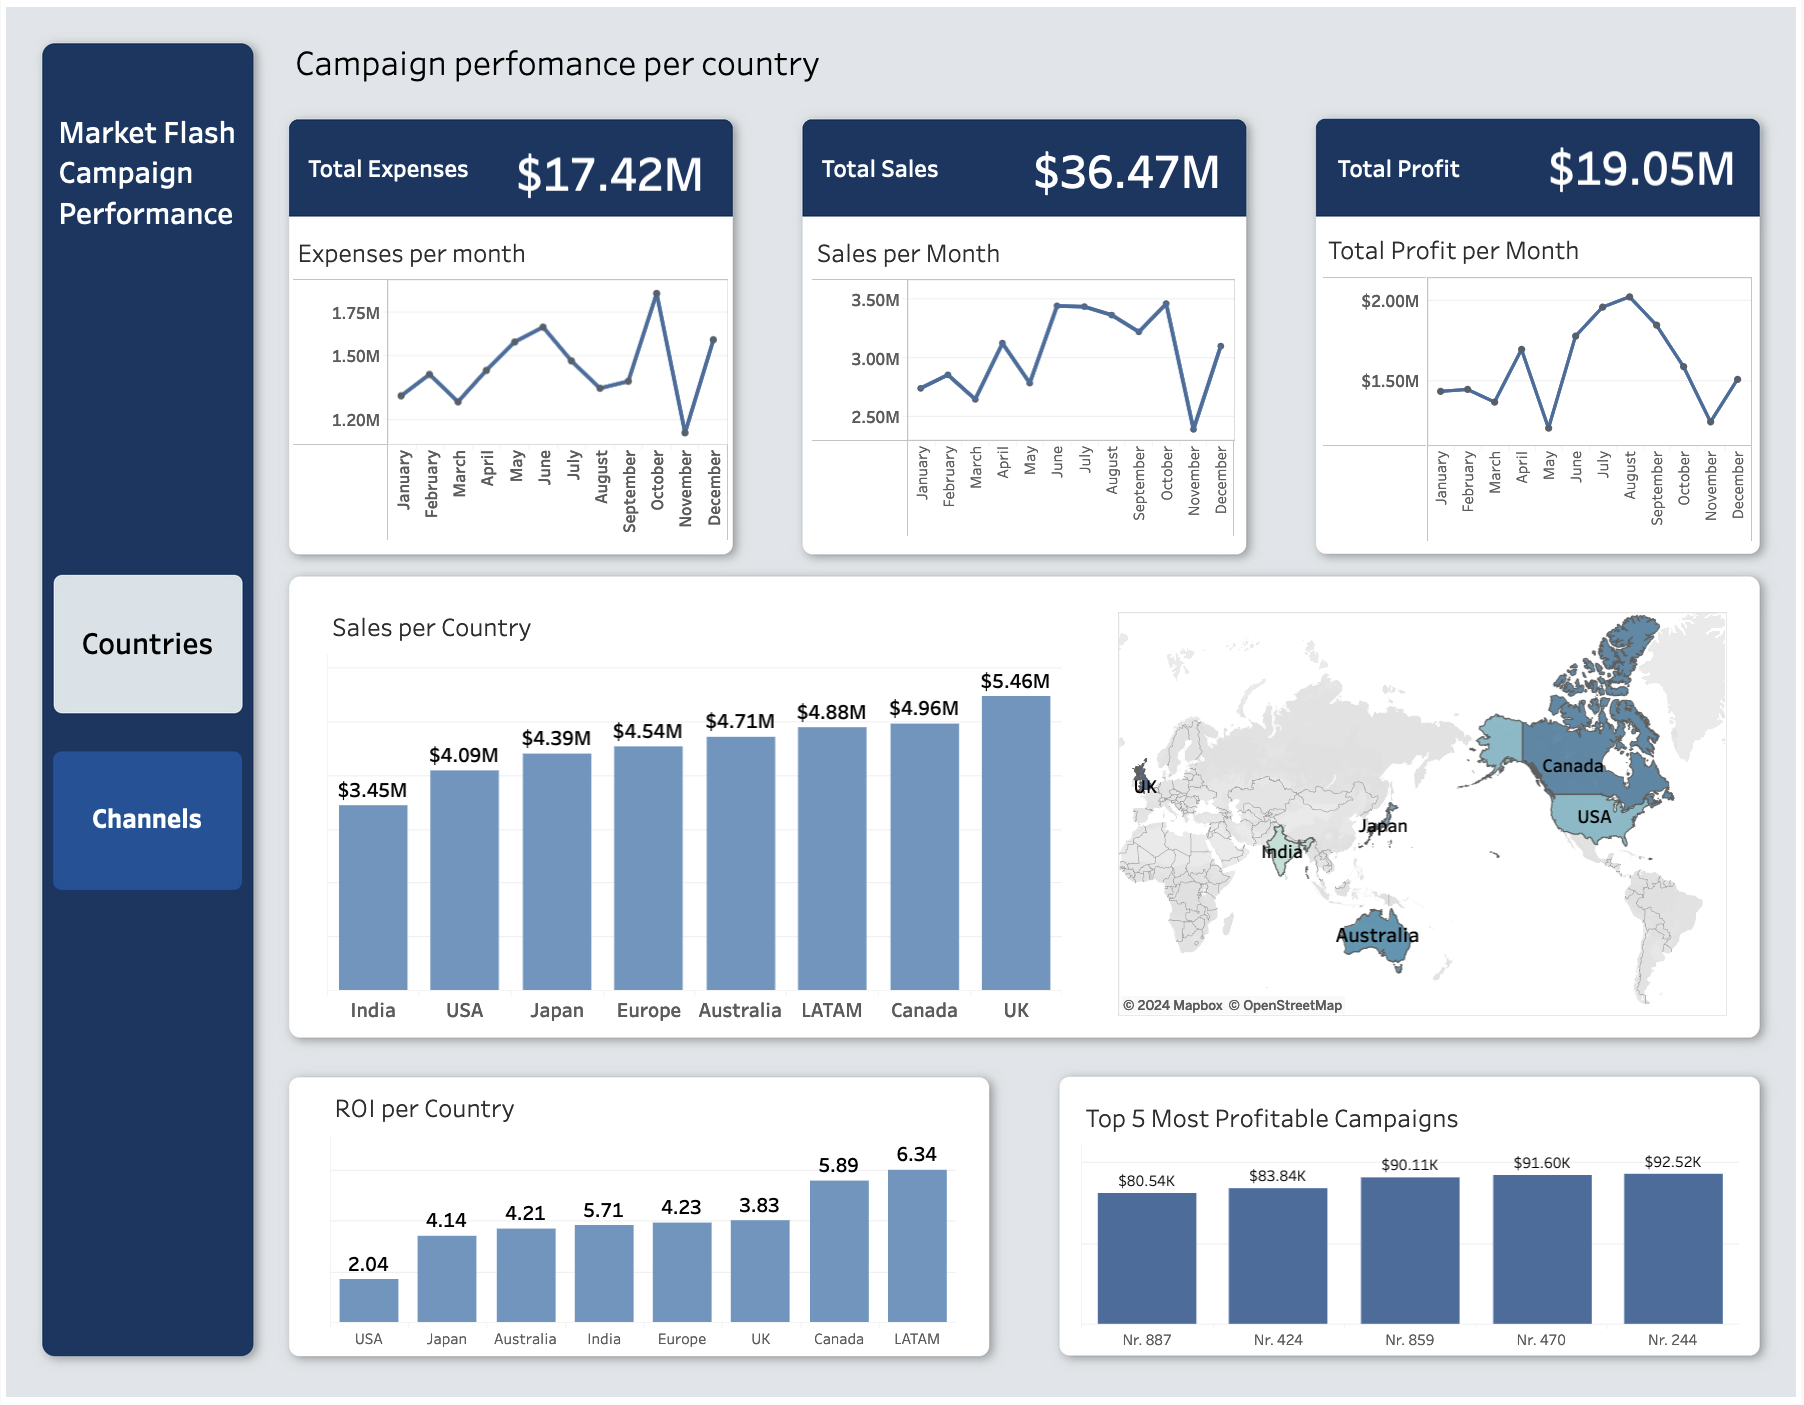 Campaign perfomance per country
Market Flash
Campaign
Performance
Countries
Channels
Total Expenses $17.42M
Expenses per month
1.75M
1.50M
1.20M
January February March April May June July August September October November December
Total Sales $36.47M
Sales per Month
3.50M
3.00M
2.50M
January February March April May June July August September October November December
Total Profit $19.05M
Total Profit per Month
$2.00M
$1.50M
January February March April May June July August September October November December
Sales per Country
$3.45M $4.09M $4.39M $4.54M $4.71M $4.88M $4.96M $5.46M
India USA Japan Europe Australia LATAM Canada UK
Canada
UK
USA
Japan
India
Australia
© 2024 Mapbox © OpenStreetMap
ROI per Country
2.04 4.14 4.21 5.71 4.23 3.83 5.89 6.34
USA Japan Australia India Europe UK Canada LATAM
Top 5 Most Profitable Campaigns
$80.54K $83.84K $90.11K $91.60K $92.52K
Nr. 887 Nr. 424 Nr. 859 Nr. 470 Nr. 244